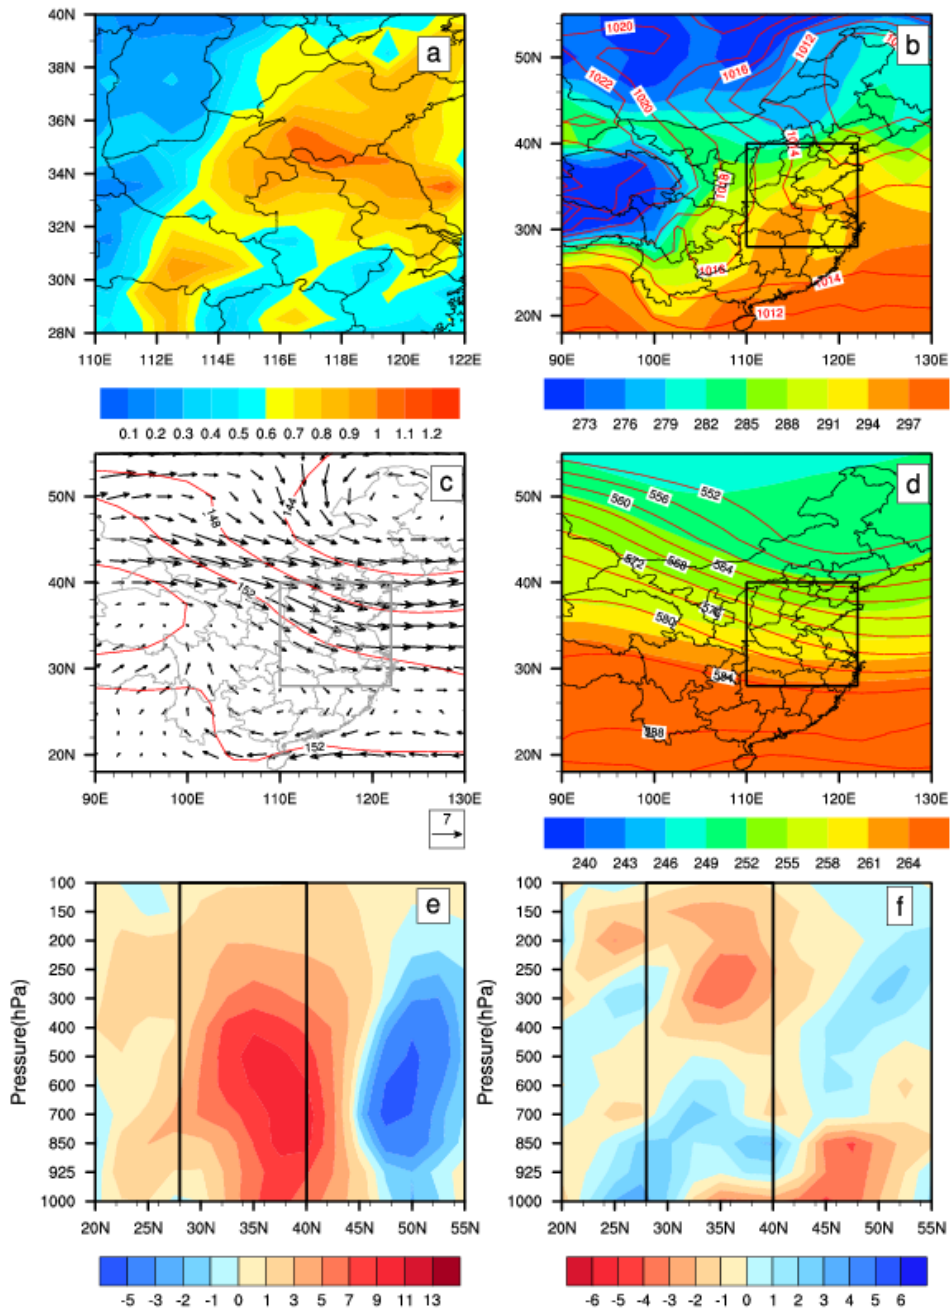 a
40N
38N
36N
34N
32N
30N
28N
110E 112E 114E 116E 118E 120E 122E
0.1 0.2 0.3 0.4 0.5 0.6 0.7 0.8 0.9 1 1.1 1.2
b
50N
40N
30N
20N
90E 100E 110E 120E 130E
1020
1022
1020
1016
1012
1014
1018
1016
1014
1012
273 276 279 282 285 288 291 294 297
c
50N
40N
30N
20N
90E 100E 110E 120E 130E
144
148
152
152
7
d
50N
40N
30N
20N
90E 100E 110E 120E 130E
552
556
560
564
568
572
576
580
584
588
240 243 246 249 252 255 258 261 264
e
Pressure(hPa)
100
150
200
250
300
400
500
600
700
850
925
1000
20N 25N 30N 35N 40N 45N 50N 55N
-5 -3 -2 -1 0 1 3 5 7 9 11 13
f
Pressure(hPa)
100
150
200
250
300
400
500
600
700
850
925
1000
20N 25N 30N 35N 40N 45N 50N 55N
-6 -5 -4 -3 -2 -1 0 1 2 3 4 5 6